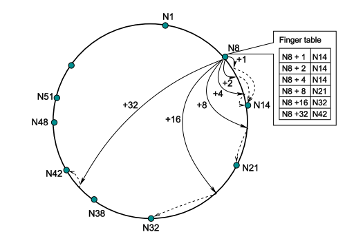 N1
N8
Finger table
N8 + 1 N14
N8 + 2 N14
N8 + 4 N14
N8 + 8 N21
N8 +16 N32
N8 +32 N42
+1
+2
+4
+8
+16
+32
N14
N21
N32
N38
N42
N48
N51